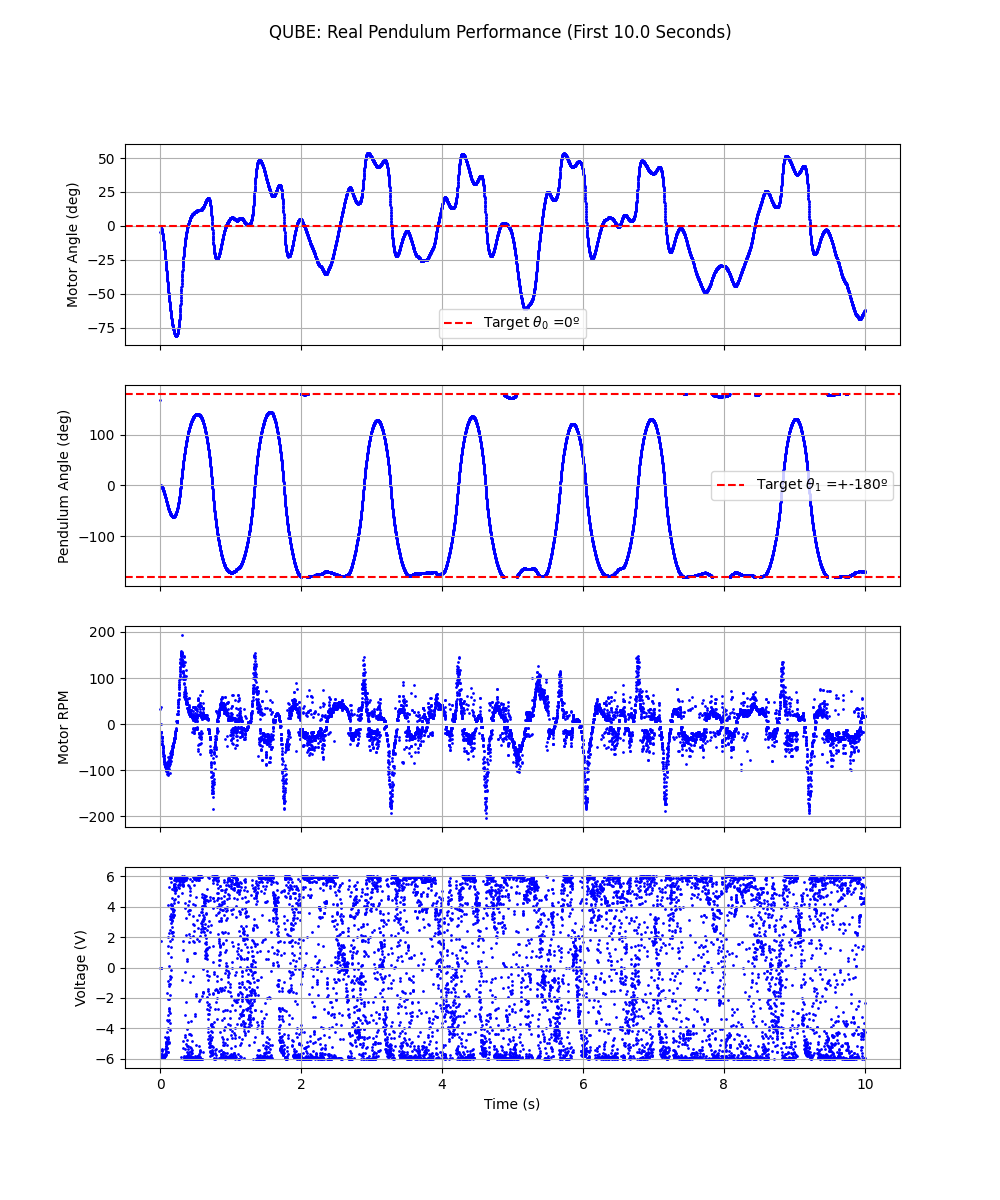 QUBE: Real Pendulum Performance (First 10.0 Seconds)
50
25
0
−25
−50
−75
Motor Angle (deg)
Target θ0 =0º
100
0
−100
Pendulum Angle (deg)
Target θ1 =+-180º
200
100
0
−100
−200
Motor RPM
6
4
2
0
−2
−4
−6
Voltage (V)
0 2 4 6 8 10
Time (s)